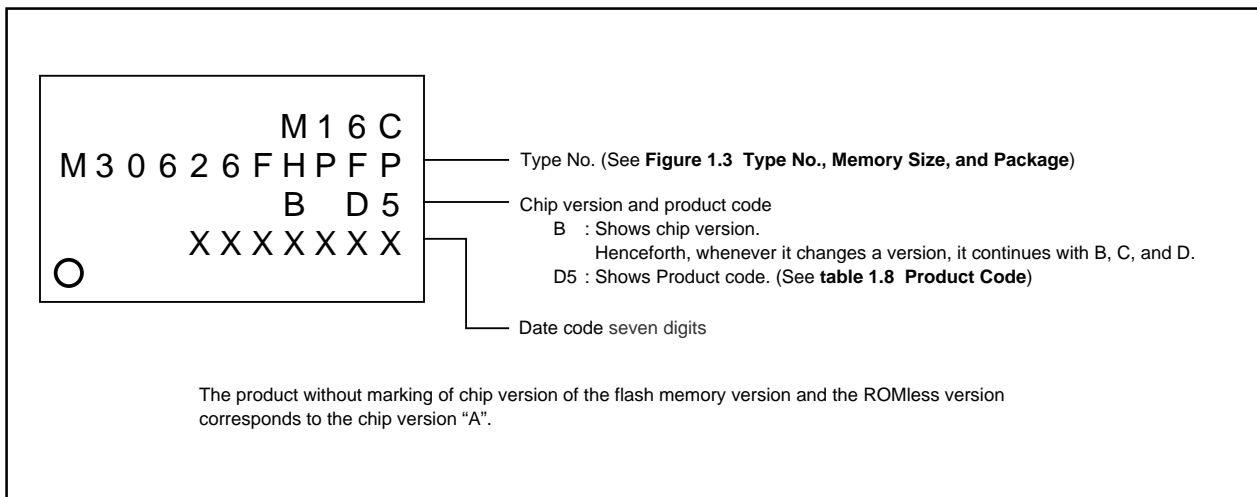 M16C
M30626FHPFP
B D5
XXXXXXX
Type No. (See Figure 1.3 Type No., Memory Size, and Package)
Chip version and product code
B : Shows chip version.
Henceforth, whenever it changes a version, it continues with B, C, and D.
D5 : Shows Product code. (See table 1.8 Product Code)
Date code seven digits
The product without marking of chip version of the flash memory version and the ROMless version
corresponds to the chip version “A”.